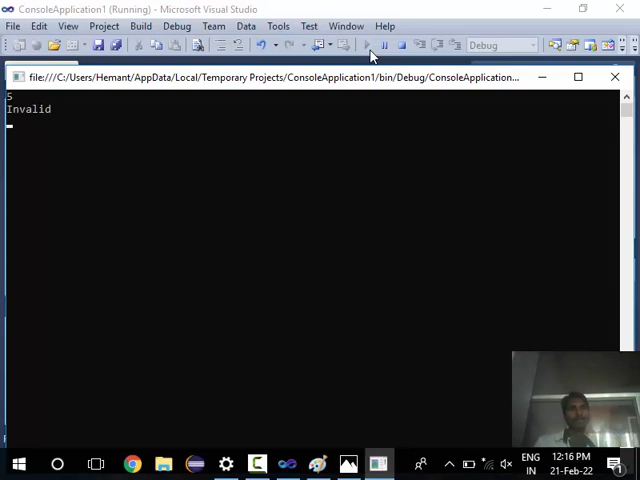 ConsoleApplication1 (Running) - Microsoft Visual Studio
File Edit View Project Build Debug Team Data Tools Test Window Help
Debug
file:///C:/Users/Hemant/AppData/Local/Temporary Projects/ConsoleApplication1/bin/Debug/ConsoleApplication...
5
Invalid
ENG
IN
12:16 PM
21-Feb-22
1